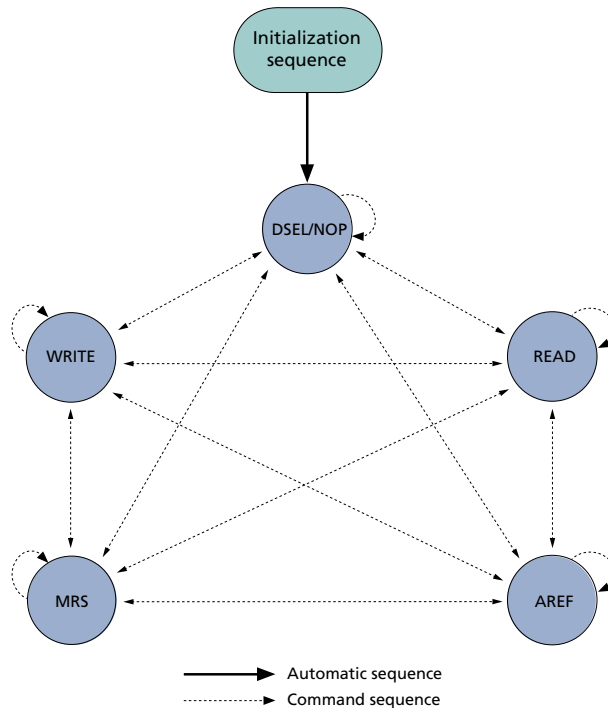 Initialization
sequence
DSEL/NOP
WRITE
READ
MRS
AREF
Automatic sequence
Command sequence